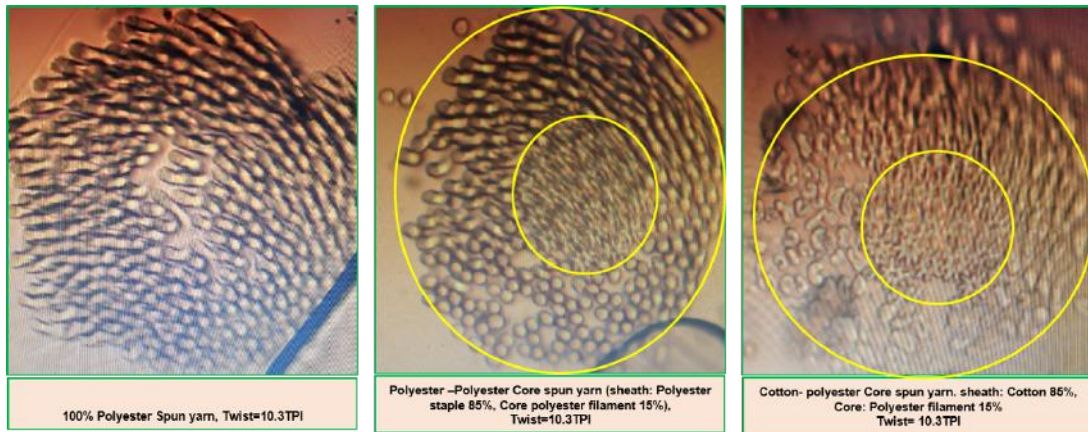 100% Polyester Spun yarn, Twist=10.3TPI
Polyester –Polyester Core spun yarn (sheath: Polyester
staple 85%, Core polyester filament 15%),
Twist=10.3TPI
Cotton- polyester Core spun yarn. sheath: Cotton 85%,
Core: Polyester filament 15%
Twist= 10.3TPI